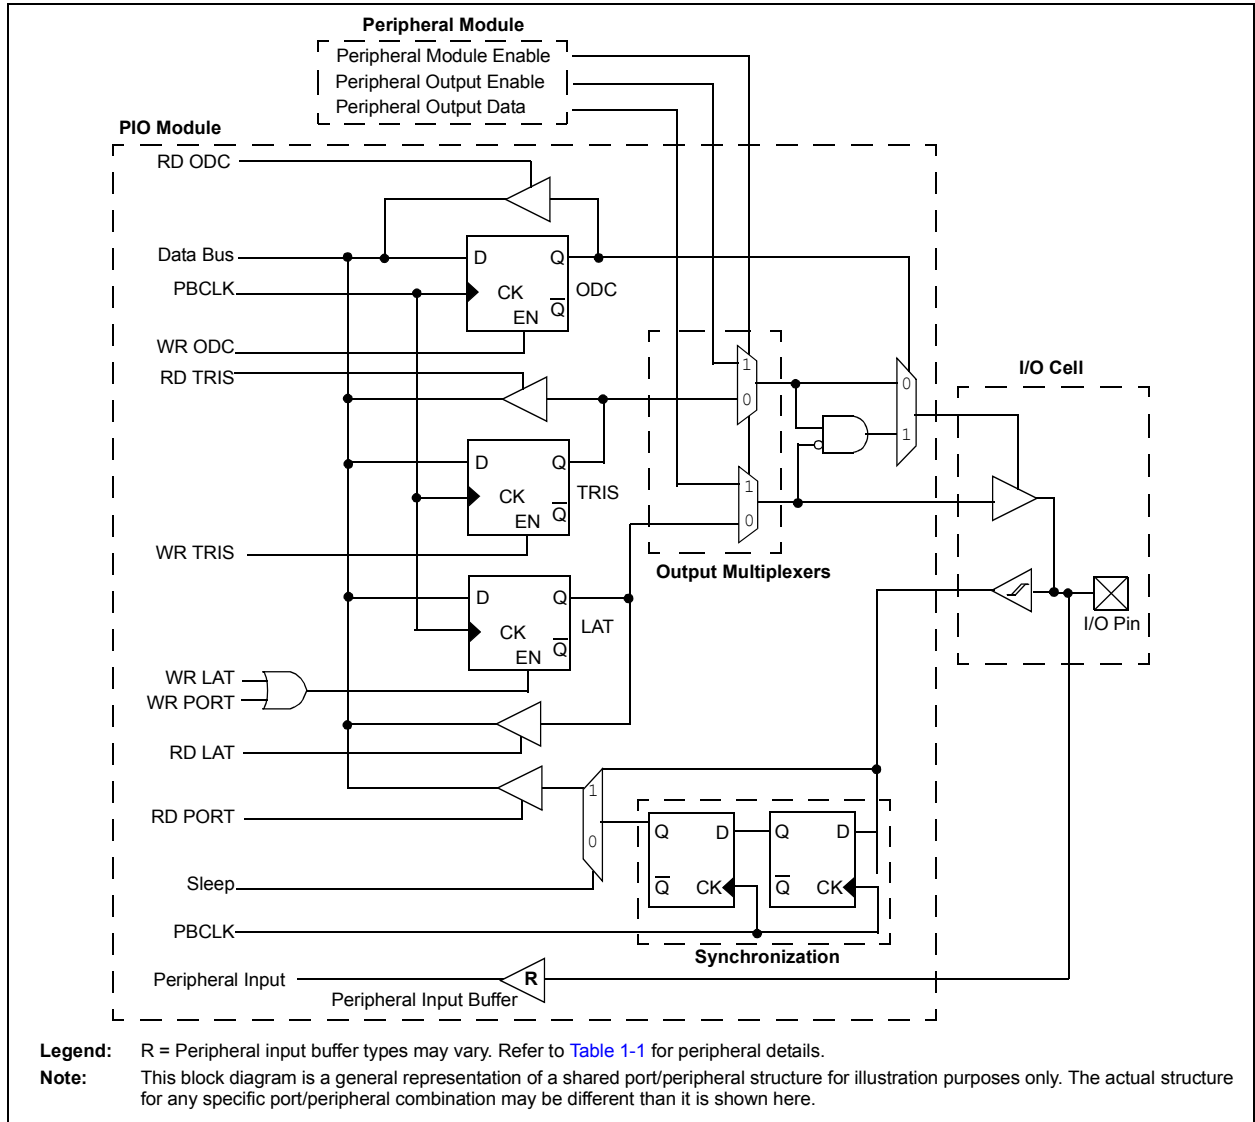 Peripheral Module
Peripheral Module Enable
Peripheral Output Enable
Peripheral Output Data
PIO Module
RD ODC
Data Bus
D Q
PBCLK
CK
ODC
EN Q
WR ODC
RD TRIS
1
0
I/O Cell
0
1
D Q
CK
TRIS
EN Q
1
0
WR TRIS
Output Multiplexers
D Q
CK
LAT
EN Q
I/O Pin
WR LAT
WR PORT
RD LAT
RD PORT
1
0
Q D Q D
Q CK Q CK
Sleep
PBCLK
Synchronization
Peripheral Input
R
Peripheral Input Buffer
Legend: R = Peripheral input buffer types may vary. Refer to Table 1-1 for peripheral details.
Note: This block diagram is a general representation of a shared port/peripheral structure for illustration purposes only. The actual structure
for any specific port/peripheral combination may be different than it is shown here.